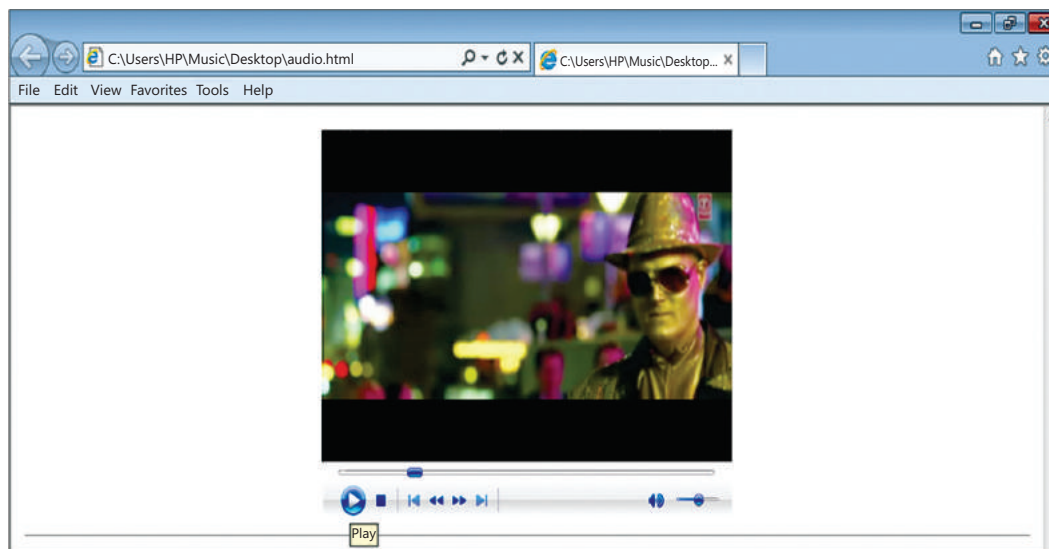 C:\Users\HP\Music\Desktop\audio.html
C:\Users\HP\Music\Desktop...
File Edit View Favorites Tools Help
Play